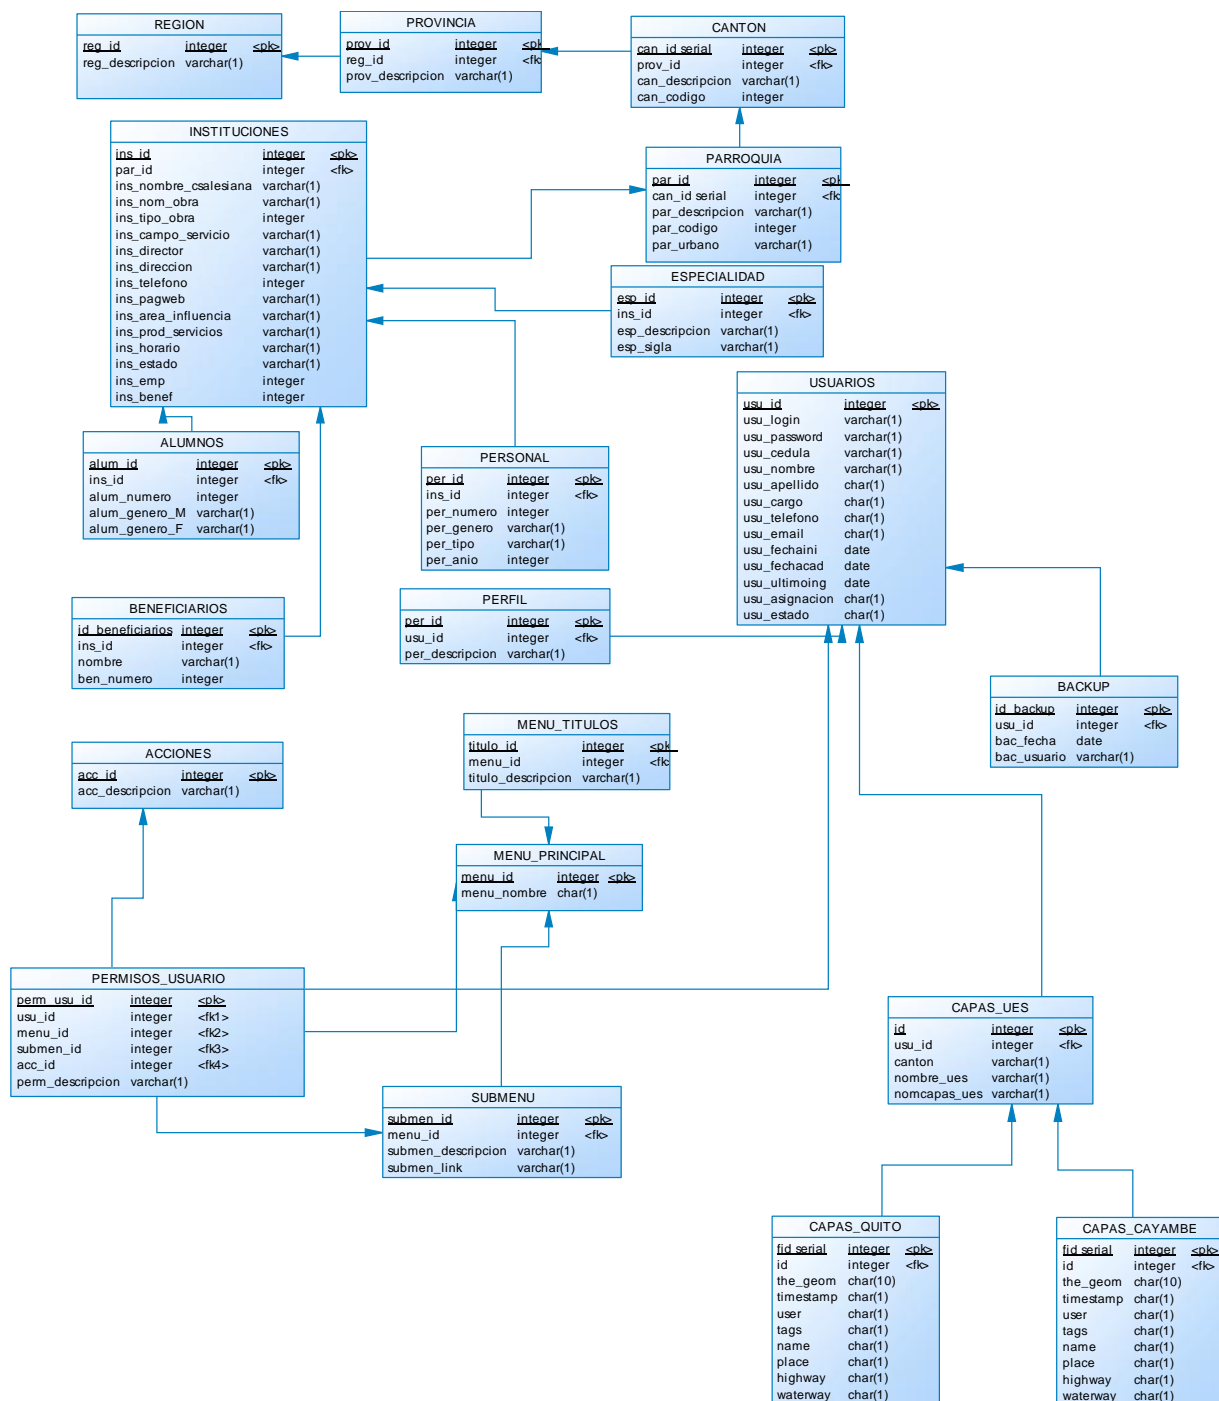 REGION
reg_id integer <pk>
reg_descripcion varchar(1)
PROVINCIA
prov_id integer <pk
reg_id integer <fk
prov_descripcion varchar(1)
CANTON
can_id serial integer <pk>
prov_id integer <fk>
can_descripcion varchar(1)
can_codigo integer
INSTITUCIONES
ins_id integer <pk>
par_id integer <fk>
ins_nombre_csalesiana varchar(1)
ins_nom_obra varchar(1)
ins_tipo_obra integer
ins_campo_servicio varchar(1)
ins_director varchar(1)
ins_direccion varchar(1)
ins_telefono integer
ins_pagweb varchar(1)
ins_area_influencia varchar(1)
ins_prod_servicios varchar(1)
ins_horario varchar(1)
ins_estado varchar(1)
ins_emp integer
ins_benef integer
PARROQUIA
par_id integer <pk
can_id serial integer <fk
par_descripcion varchar(1)
par_codigo integer
par_urbano varchar(1)
ESPECIALIDAD
esp_id integer <pk>
ins_id integer <fk>
esp_descripcion varchar(1)
esp_sigla varchar(1)
USUARIOS
usu_id integer <pk>
usu_login varchar(1)
usu_password varchar(1)
usu_cedula varchar(1)
usu_nombre varchar(1)
usu_apellido char(1)
usu_cargo char(1)
usu_telefono char(1)
usu_email char(1)
usu_fechaini date
usu_fechacad date
usu_ultimoing date
usu_asignacion char(1)
usu_estado char(1)
ALUMNOS
alum_id integer <pk>
ins_id integer <fk>
alum_numero integer
alum_genero_M varchar(1)
alum_genero_F varchar(1)
PERSONAL
per_id integer <pk>
ins_id integer <fk>
per_numero integer
per_genero varchar(1)
per_tipo varchar(1)
per_anio integer
BENEFICIARIOS
id_beneficiarios integer <pk>
ins_id integer <fk>
nombre varchar(1)
ben_numero integer
PERFIL
per_id integer <pk>
usu_id integer <fk>
per_descripcion varchar(1)
BACKUP
id_backup integer <pk>
usu_id integer <fk>
bac_fecha date
bac_usuario varchar(1)
ACCIONES
acc_id integer <pk>
acc_descripcion varchar(1)
MENU_TITULOS
titulo_id integer <pk
menu_id integer <fk
titulo_descripcion varchar(1)
MENU_PRINCIPAL
menu_id integer <pk>
menu_nombre char(1)
PERMISOS_USUARIO
perm_usu_id integer <pk>
usu_id integer <fk1>
menu_id integer <fk2>
submen_id integer <fk3>
acc_id integer <fk4>
perm_descripcion varchar(1)
SUBMENU
submen_id integer <pk>
menu_id integer <fk>
submen_descripcion varchar(1)
submen_link varchar(1)
CAPAS_UES
id integer <pk>
usu_id integer <fk>
canton varchar(1)
nombre_ues varchar(1)
nomcapas_ues varchar(1)
CAPAS_QUITO
fid serial integer <pk>
id integer <fk>
the_geom char(10)
timestamp char(1)
user char(1)
tags char(1)
name char(1)
place char(1)
highway char(1)
waterway char(1)
CAPAS_CAYAMBE
fid serial integer <pk>
id integer <fk>
the_geom char(10)
timestamp char(1)
user char(1)
tags char(1)
name char(1)
place char(1)
highway char(1)
waterway char(1)